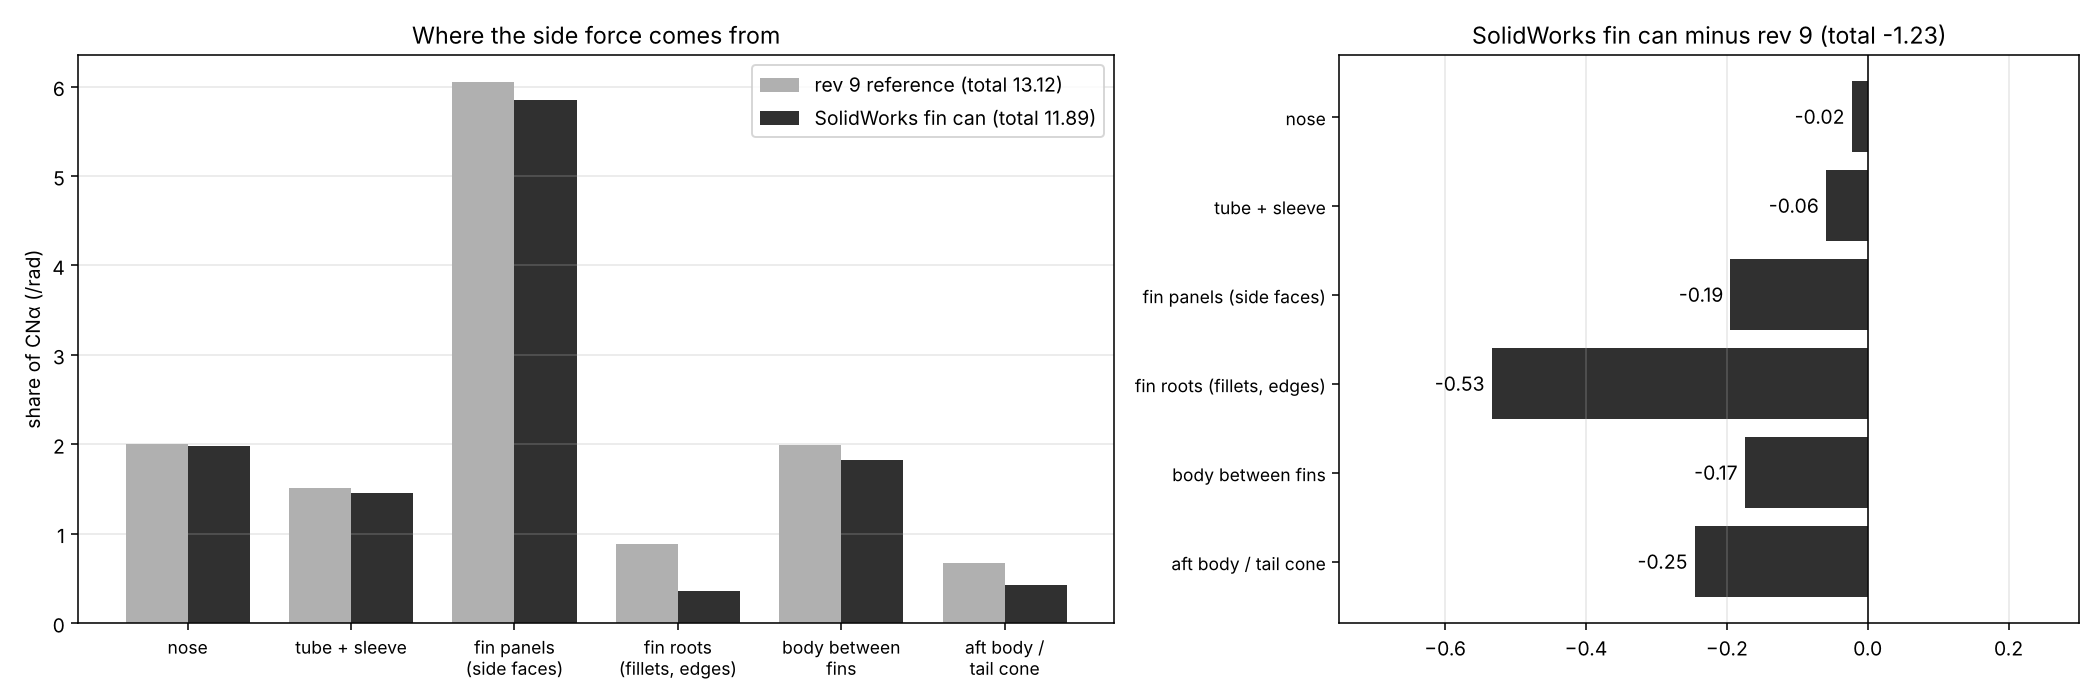 Where the side force comes from
share of CNα (/rad)
6
5
4
3
2
1
0
rev 9 reference (total 13.12)
SolidWorks fin can (total 11.89)
nose
tube + sleeve
fin panels
(side faces)
fin roots
(fillets, edges)
body between
fins
aft body /
tail cone
SolidWorks fin can minus rev 9 (total -1.23)
nose
-0.02
tube + sleeve
-0.06
fin panels (side faces)
-0.19
fin roots (fillets, edges)
-0.53
body between fins
-0.17
aft body / tail cone
-0.25
−0.6
−0.4
−0.2
0.0
0.2